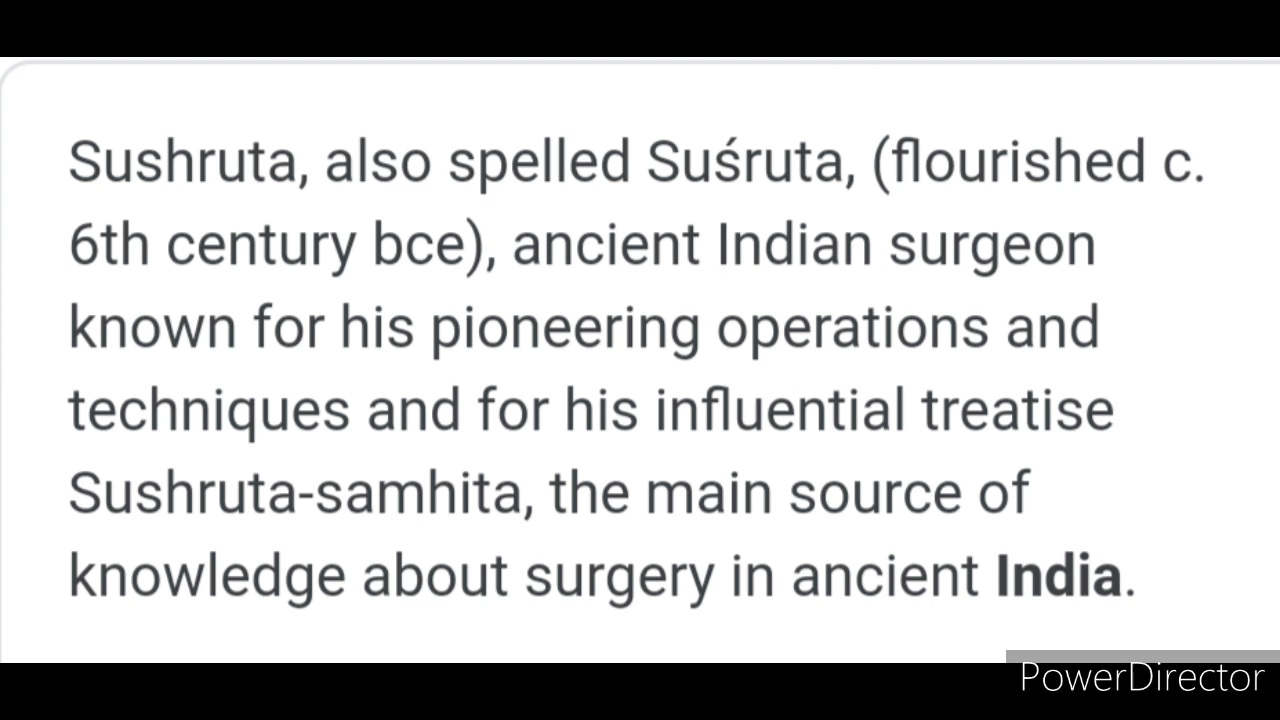 Sushruta, also spelled Suśruta, (flourished c.
6th century bce), ancient Indian surgeon
known for his pioneering operations and
techniques and for his influential treatise
Sushruta-samhita, the main source of
knowledge about surgery in ancient India.
PowerDirector